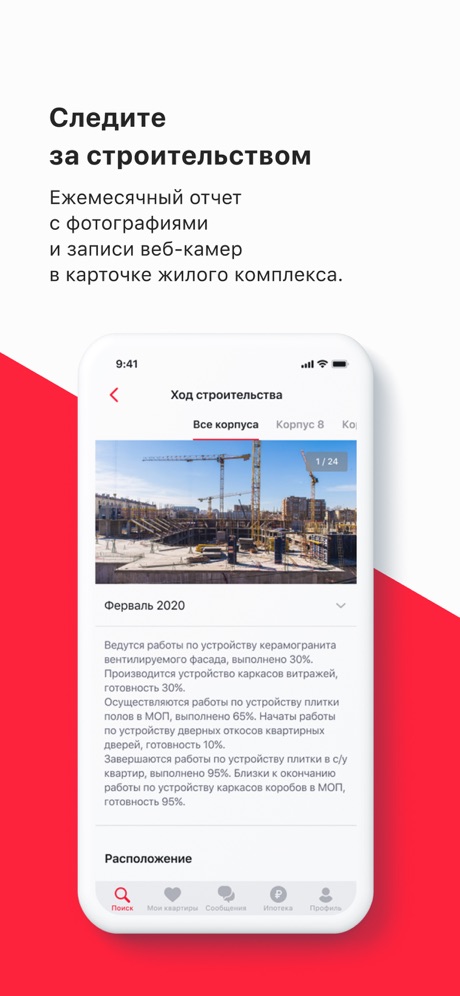 Следите
за строительством
Ежемесячный отчет
с фотографиями
и записи веб-камер
в карточке жилого комплекса.
9:41
Ход строительства
Все корпуса Корпус 8 Ко
1 / 24
Ферваль 2020
Ведутся работы по устройству керамогранита
вентилируемого фасада, выполнено 30%.
Производится устройство каркасов витражей,
готовность 30%.
Осуществляются работы по устройству плитки
полов в МОП, выполнено 65%. Начаты работы
по устройству дверных откосов квартирных
дверей, готовность 10%.
Завершаются работы по устройству плитки в с/у
квартир, выполнено 95%. Близки к окончанию
работы по устройству каркасов коробов в МОП,
готовность 95%.
Расположение
Поиск Мои квартиры Сообщения Ипотека Профиль